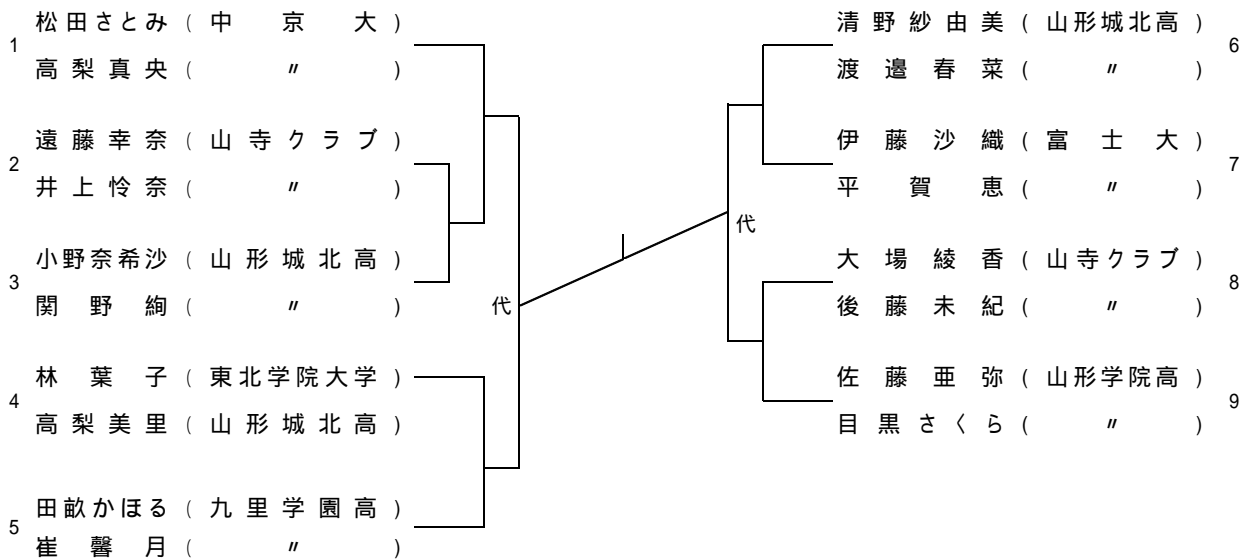 1
松田さとみ (中京大)
高梨真央 (〃)
2
遠藤幸奈 (山寺クラブ)
井上怜奈 (〃)
3
小野奈希沙 (山形城北高)
関野絢 (〃)
4
林葉子 (東北学院大学)
高梨美里 (山形城北高)
5
田畝かほる (九里学園高)
崔馨月 (〃)
代
代
清野紗由美 (山形城北高)
6
渡邉春菜 (〃)
伊藤沙織 (富士大)
7
平賀恵 (〃)
大場綾香 (山寺クラブ)
8
後藤未紀 (〃)
佐藤亜弥 (山形学院高)
9
目黒さくら (〃)